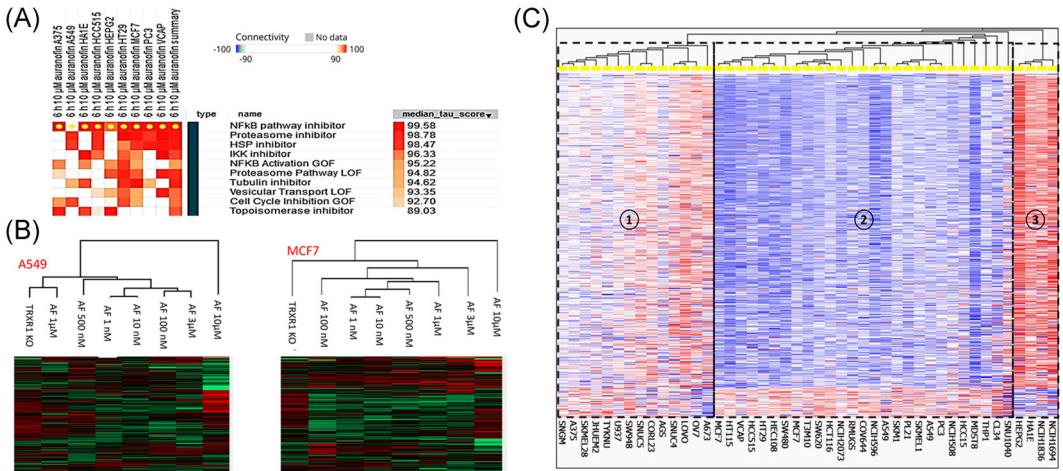 (A)
6 h 10 µM auranofin A375
6 h 10 µM auranofin A549
6 h 10 µM auranofin HA1E
6 h 10 µM auranofin HCC515
6 h 10 µM auranofin HEPG2
6 h 10 µM auranofin HT29
6 h 10 µM auranofin MCF7
6 h 10 µM auranofin PC3
6 h 10 µM auranofin VCAP
6 h 10 µM auranofin summary
Connectivity
No data
-100
100
-90
90
type name median_tau_score
NFkB pathway inhibitor 99.58
Proteasome inhibitor 98.78
HSP inhibitor 98.47
IKK inhibitor 96.33
NFKB Activation GOF 95.22
Proteasome Pathway LOF 94.82
Tubulin inhibitor 94.62
Vesicular Transport LOF 93.35
Cell Cycle Inhibition GOF 92.70
Topoisomerase inhibitor 89.03
(B)
A549
TRXR1 KO
AF 1µM
AF 500 nM
AF 1 nM
AF 10 nM
AF 100 nM
AF 3µM
AF 10µM
MCF7
TRXR1 KO
AF 100 nM
AF 1 nM
AF 10 nM
AF 500 nM
AF 1µM
AF 3µM
AF 10µM
(C)
1
2
3
SNGM
A375
SKMEL28
JHUEM2
TYKNU
U937
SW948
SNUC5
CORL23
AGS
SNUC4
LOVO
OV7
A673
MCF7
HT115
VCAP
HCC515
HT29
HEC108
SW480
MCF7
T3M10
SW620
HCT116
NCIH2073
RMUGS
COV644
NCIH596
A549
SKM1
PL21
SKMEL1
A549
PC3
NCIH508
HCC15
MDST8
THP1
CL34
SNU1040
HEPG2
HA1E
NCIH1836
NCIH1694